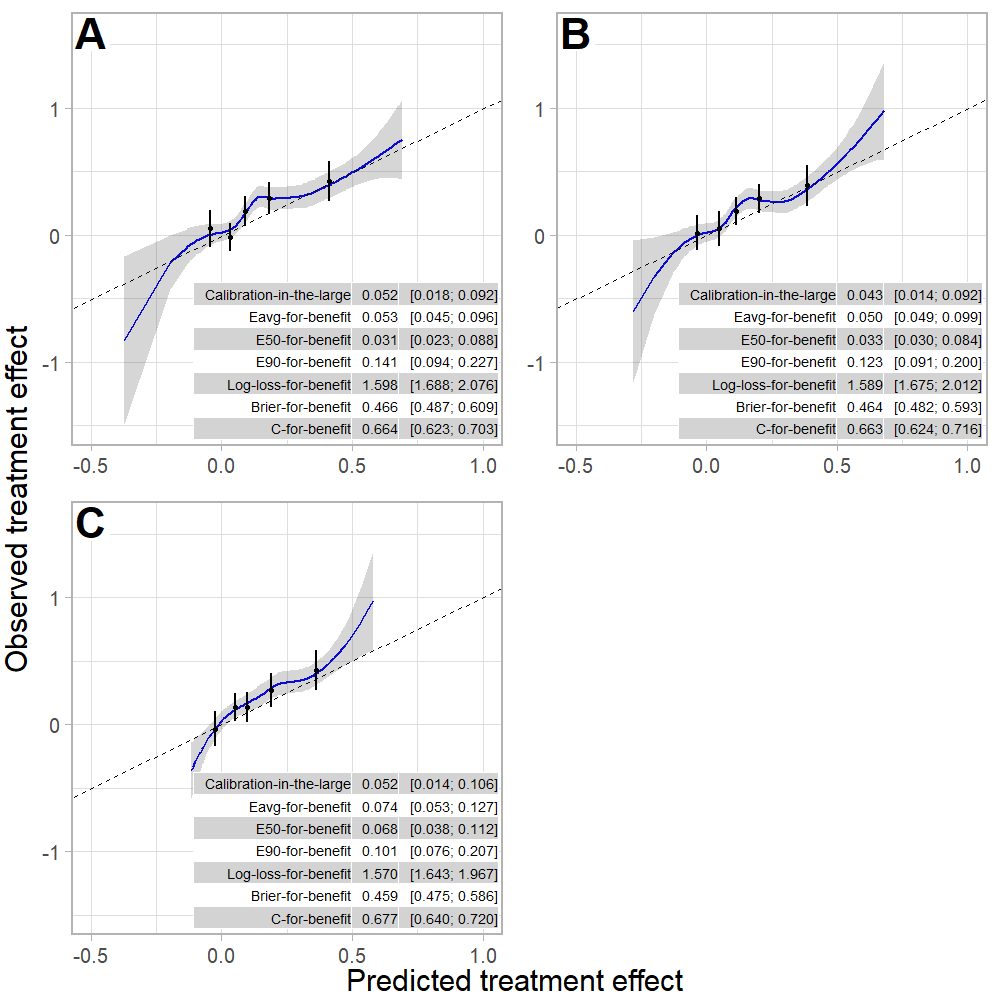 A
1
0
-1
Calibration-in-the-large 0.052 [0.018; 0.092]
Eavg-for-benefit 0.053 [0.045; 0.096]
E50-for-benefit 0.031 [0.023; 0.088]
E90-for-benefit 0.141 [0.094; 0.227]
Log-loss-for-benefit 1.598 [1.688; 2.076]
Brier-for-benefit 0.466 [0.487; 0.609]
C-for-benefit 0.664 [0.623; 0.703]
-0.5 0.0 0.5 1.0
B
1
0
-1
Calibration-in-the-large 0.043 [0.014; 0.092]
Eavg-for-benefit 0.050 [0.049; 0.099]
E50-for-benefit 0.033 [0.030; 0.084]
E90-for-benefit 0.123 [0.091; 0.200]
Log-loss-for-benefit 1.589 [1.675; 2.012]
Brier-for-benefit 0.464 [0.482; 0.593]
C-for-benefit 0.663 [0.624; 0.716]
-0.5 0.0 0.5 1.0
C
1
0
-1
Calibration-in-the-large 0.052 [0.014; 0.106]
Eavg-for-benefit 0.074 [0.053; 0.127]
E50-for-benefit 0.068 [0.038; 0.112]
E90-for-benefit 0.101 [0.076; 0.207]
Log-loss-for-benefit 1.570 [1.643; 1.967]
Brier-for-benefit 0.459 [0.475; 0.586]
C-for-benefit 0.677 [0.640; 0.720]
-0.5 0.0 0.5 1.0
Observed treatment effect
Predicted treatment effect